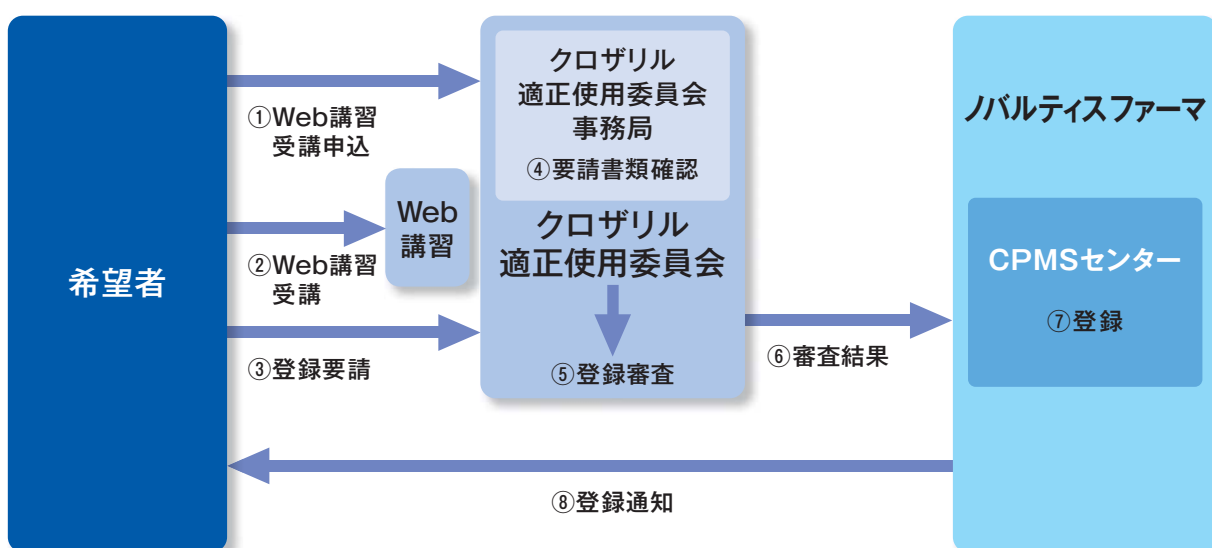 希望者
①Web講習
受講申込
②Web講習
受講
③登録要請
Web
講習
クロザリル
適正使用委員会
事務局
④要請書類確認
クロザリル
適正使用委員会
⑤登録審査
⑥審査結果
ノバルティスファーマ
CPMSセンター
⑦登録
⑧登録通知